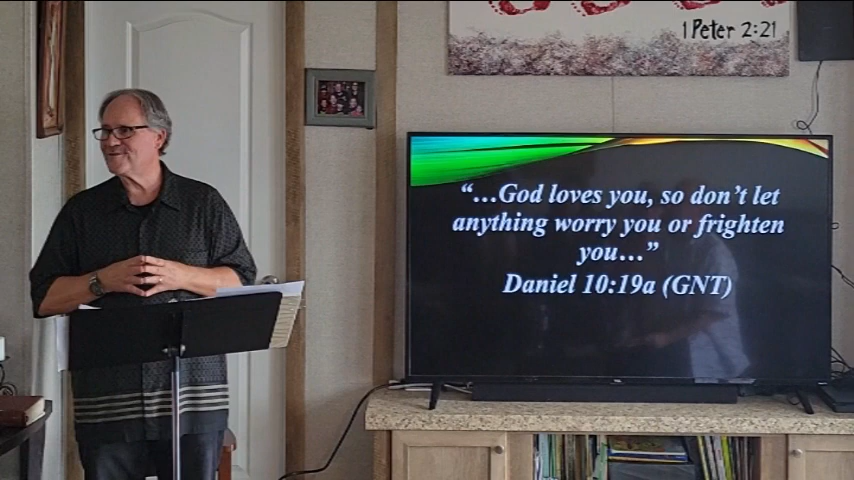 1 Peter 2:21
“...God loves you, so don’t let
anything worry you or frighten
you...”
Daniel 10:19a (GNT)